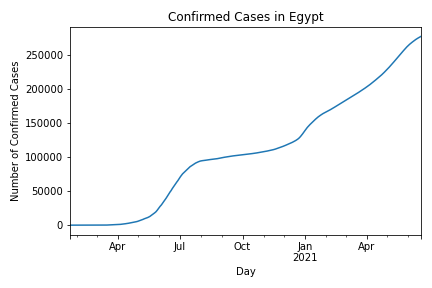 Confirmed Cases in Egypt
Number of Confirmed Cases
250000
200000
150000
100000
50000
0
Apr Jul Oct Jan Apr
2021
Day